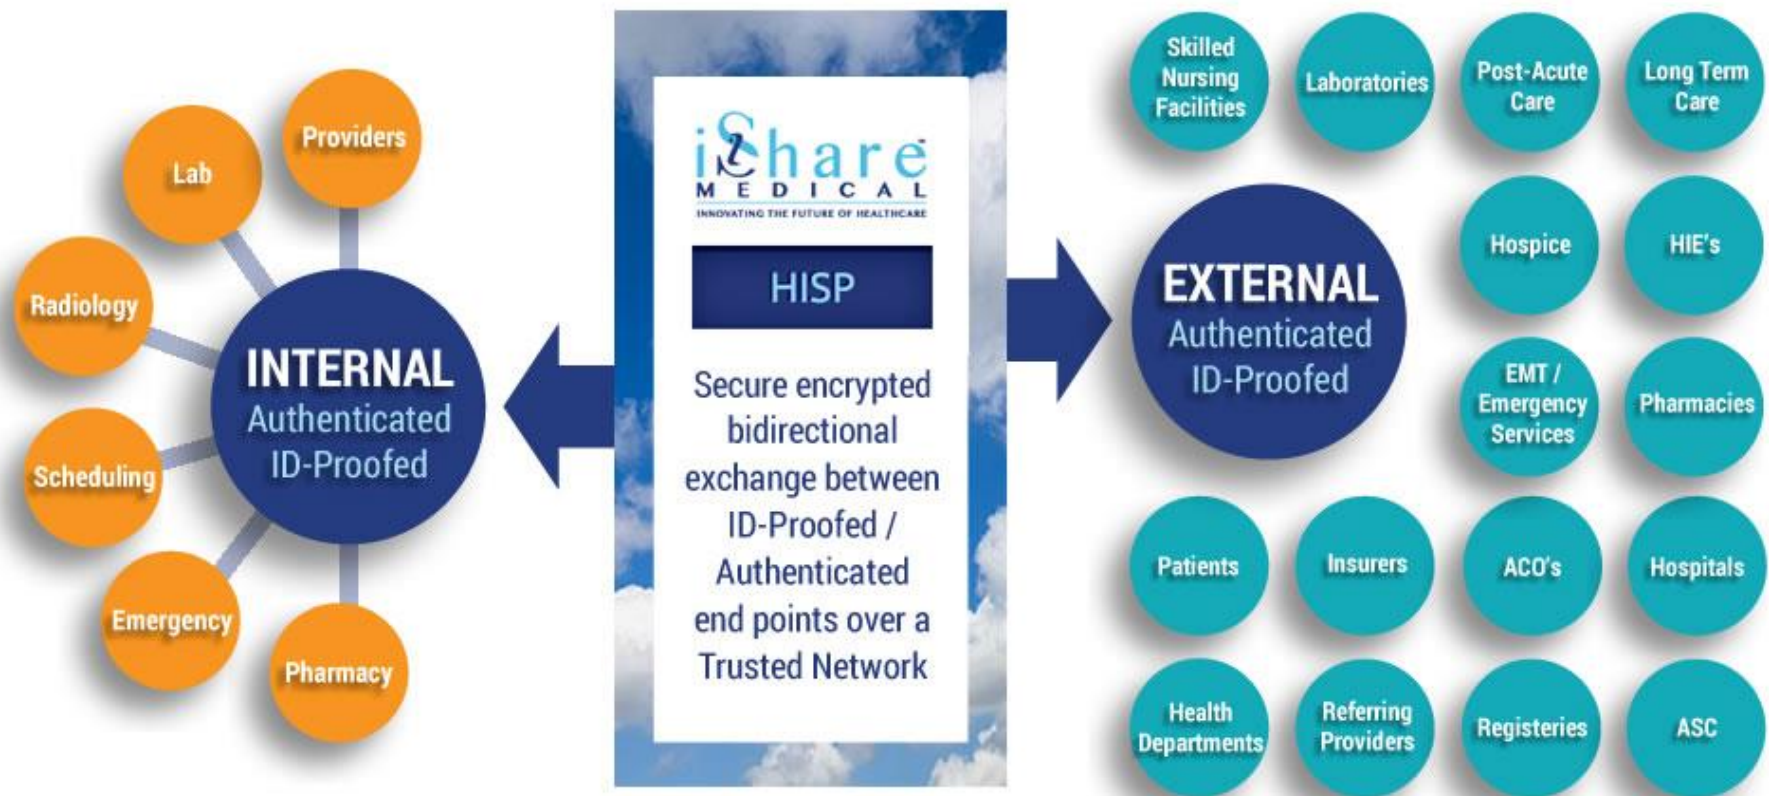 Providers
Lab
Radiology
Scheduling
Emergency
Pharmacy
INTERNAL
Authenticated
ID-Proofed
iShare™
MEDICAL
INNOVATING THE FUTURE OF HEALTHCARE
HISP
Secure encrypted
bidirectional
exchange between
ID-Proofed /
Authenticated
end points over a
Trusted Network
EXTERNAL
Authenticated
ID-Proofed
Skilled
Nursing
Facilities
Laboratories
Post-Acute
Care
Long Term
Care
Hospice
HIE's
EMT /
Emergency
Services
Pharmacies
Patients
Insurers
ACO's
Hospitals
Health
Departments
Referring
Providers
Registeries
ASC